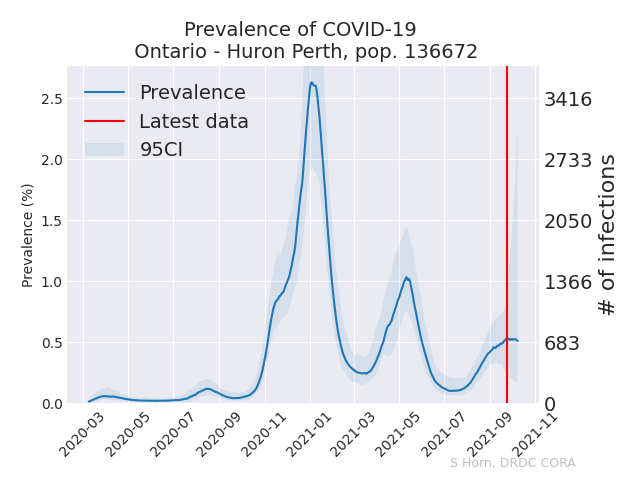 Prevalence of COVID-19
Ontario - Huron Perth, pop. 136672
Prevalence
Latest data
95CI
Prevalence (%)
2.5
2.0
1.5
1.0
0.5
0.0
3416
2733
2050
1366
683
0
# of infections
2020-03
2020-05
2020-07
2020-09
2020-11
2021-01
2021-03
2021-05
2021-07
2021-09
2021-11
S Horn, DRDC CORA